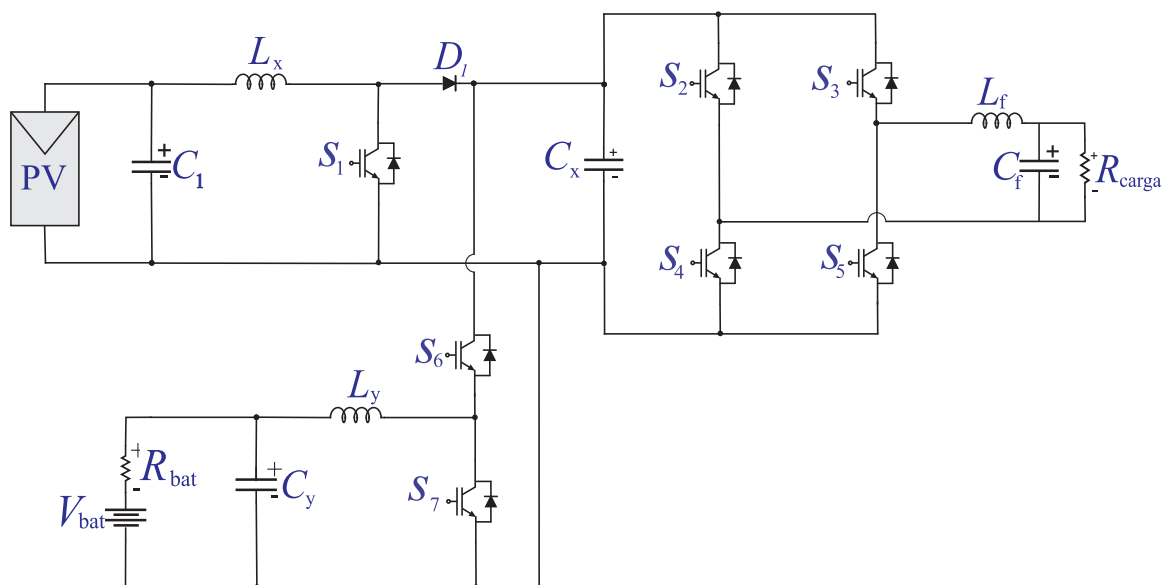 Lx
D1
S2
S3
Lf
PV
C1
S1
Cx
Cf
Rcarga
S4
S5
S6
Ly
Rbat
Cy
S7
Vbat